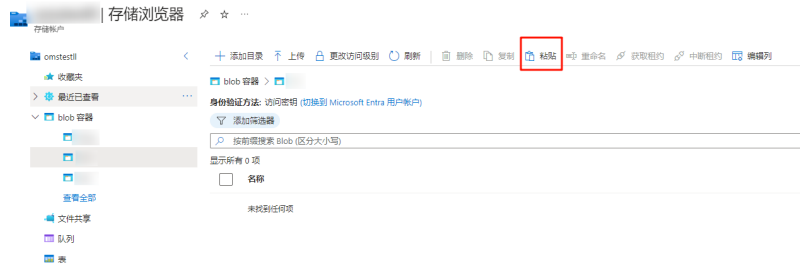 | 存储浏览器 ...
存储帐户
omstestll
收藏夹
最近已查看 ...
blob 容器
查看全部
文件共享
队列
表
添加目录 上传 更改访问级别 刷新 删除 复制 粘贴 重命名 获取租约 中断租约 编辑列
blob 容器 >
身份验证方法: 访问密钥 (切换到 Microsoft Entra 用户帐户)
添加筛选器
按前缀搜索 Blob (区分大小写)
显示所有 0 项
名称
未找到任何项